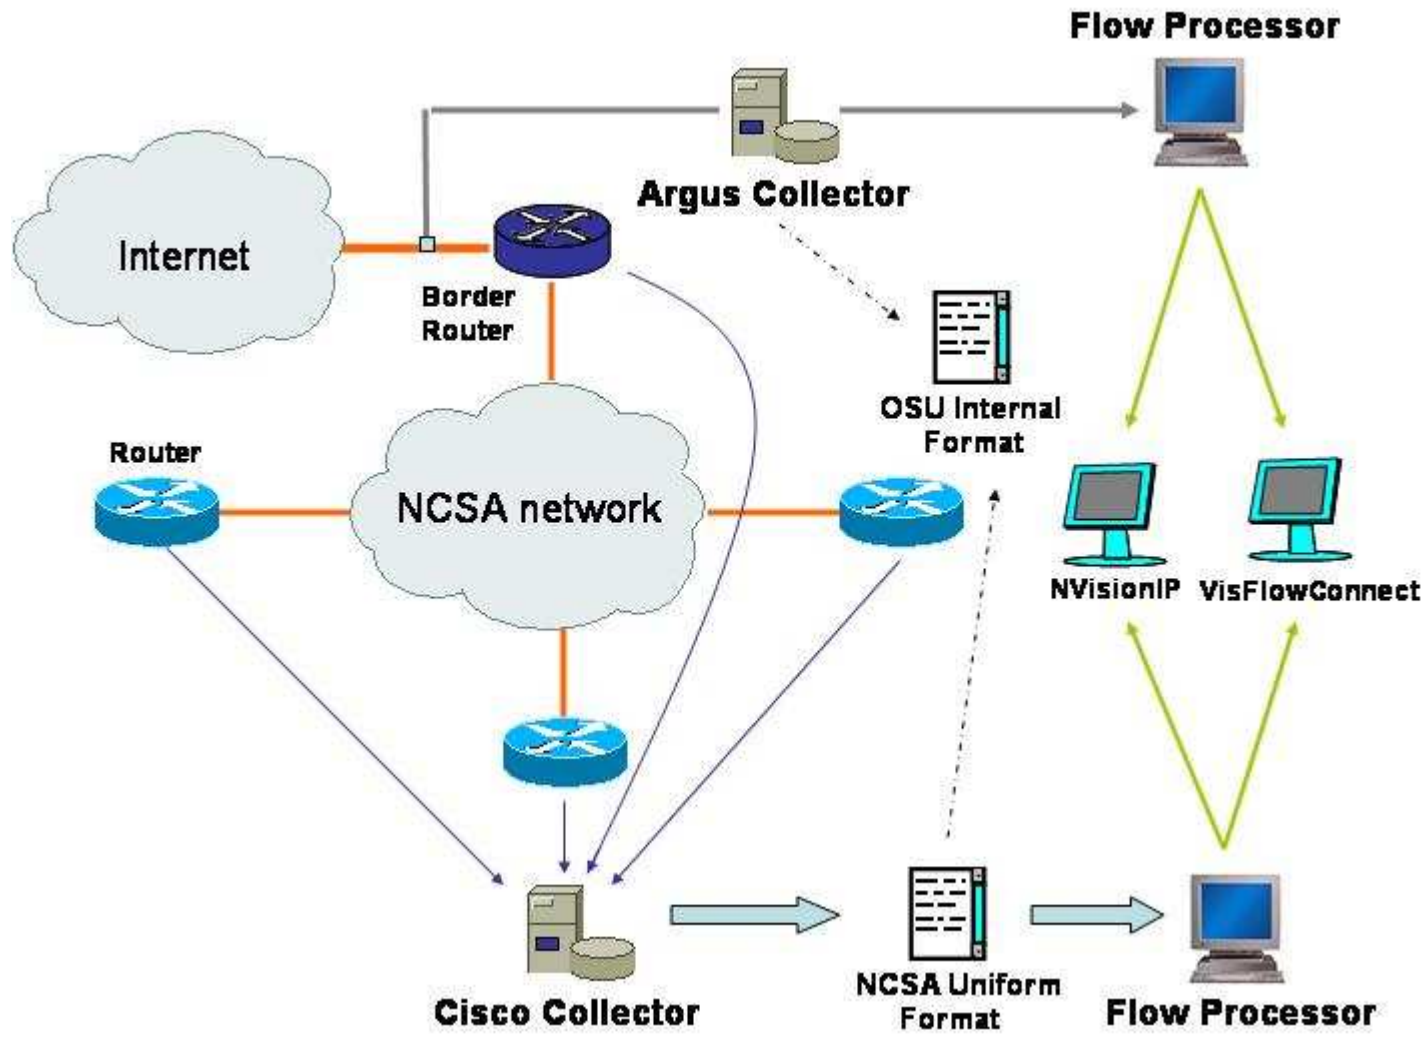 Flow Processor
Argus Collector
Internet
Border
Router
OSU Internal
Format
Router
NCSA network
NVisionIP
VisFlowConnect
NCSA Uniform
Format
Cisco Collector
Flow Processor